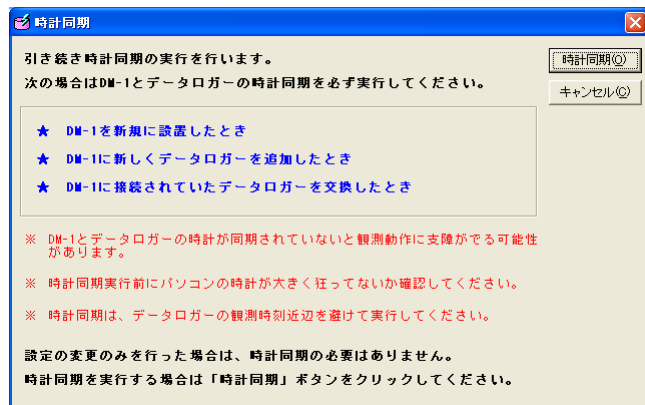 時計同期
引き続き時計同期の実行を行います。
次の場合はDM-1とデータロガーの時計同期を必ず実行してください。
時計同期(O)
キャンセル(C)
★ DM-1を新規に設置したとき
★ DM-1に新しくデータロガーを追加したとき
★ DM-1に接続されていたデータロガーを交換したとき
※ DM-1とデータロガーの時計が同期されていないと観測動作に支障がでる可能性
があります。
※ 時計同期実行前にパソコンの時計が大きく狂ってないか確認してください。
※ 時計同期は、データロガーの観測時刻近辺を避けて実行してください。
設定の変更のみを行った場合は、時計同期の必要はありません。
時計同期を実行する場合は「時計同期」ボタンをクリックしてください。